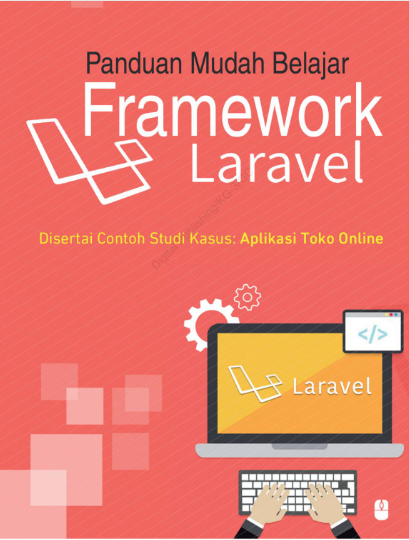 Panduan Mudah Belajar
Framework
Laravel
Disertai Contoh Studi Kasus: Aplikasi Toko Online
</>
Laravel